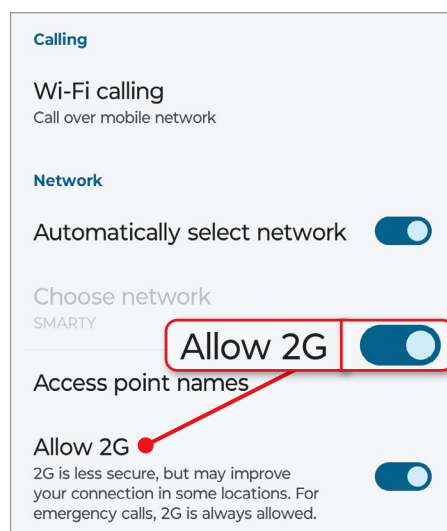 Calling
Wi-Fi calling
Call over mobile network
Network
Automatically select network
Choose network
SMARTY
Allow 2G
Access point names
Allow 2G
2G is less secure, but may improve
your connection in some locations. For
emergency calls, 2G is always allowed.